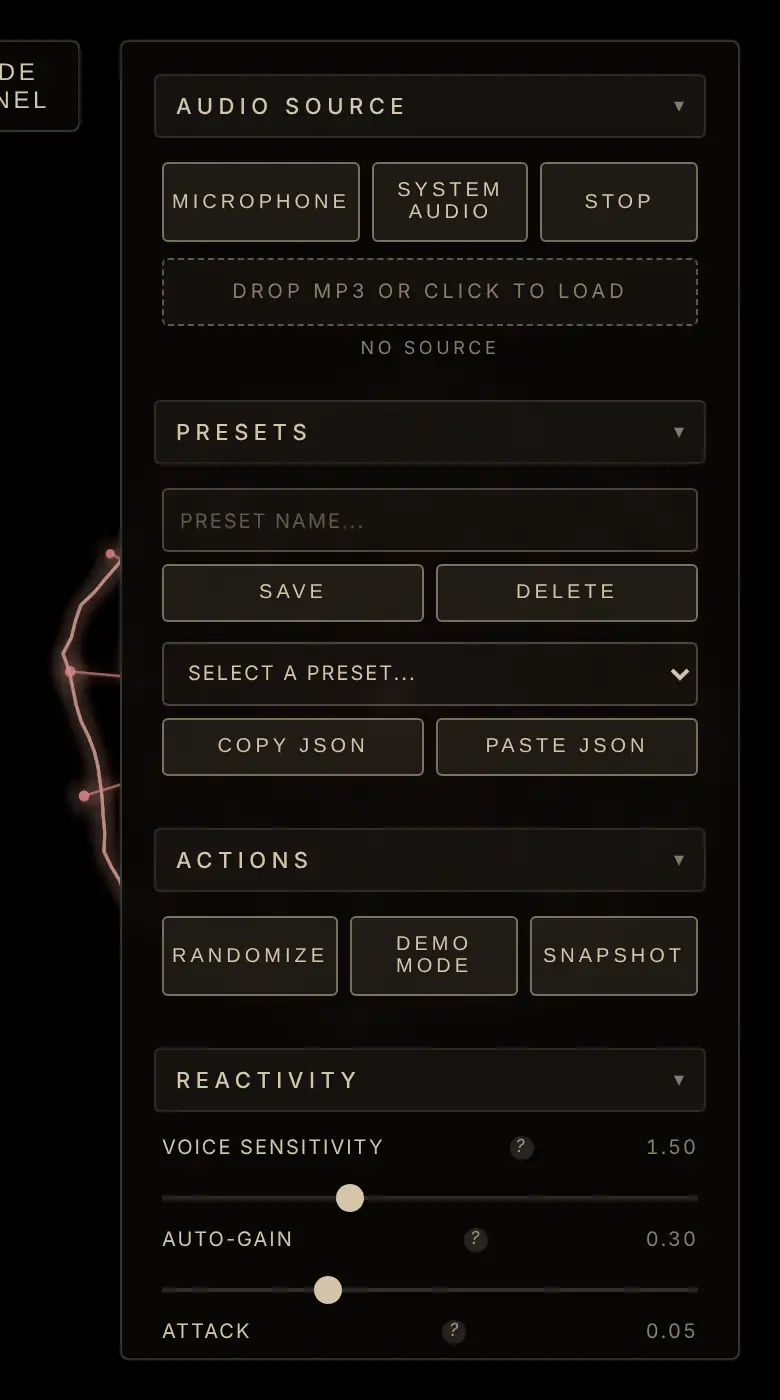 DE
NEL
AUDIO SOURCE ▼
MICROPHONE
SYSTEM
AUDIO
STOP
DROP MP3 OR CLICK TO LOAD
NO SOURCE
PRESETS ▼
PRESET NAME...
SAVE
DELETE
SELECT A PRESET...
COPY JSON
PASTE JSON
ACTIONS ▼
RANDOMIZE
DEMO
MODE
SNAPSHOT
REACTIVITY ▼
VOICE SENSITIVITY ? 1.50
AUTO-GAIN ? 0.30
ATTACK ? 0.05